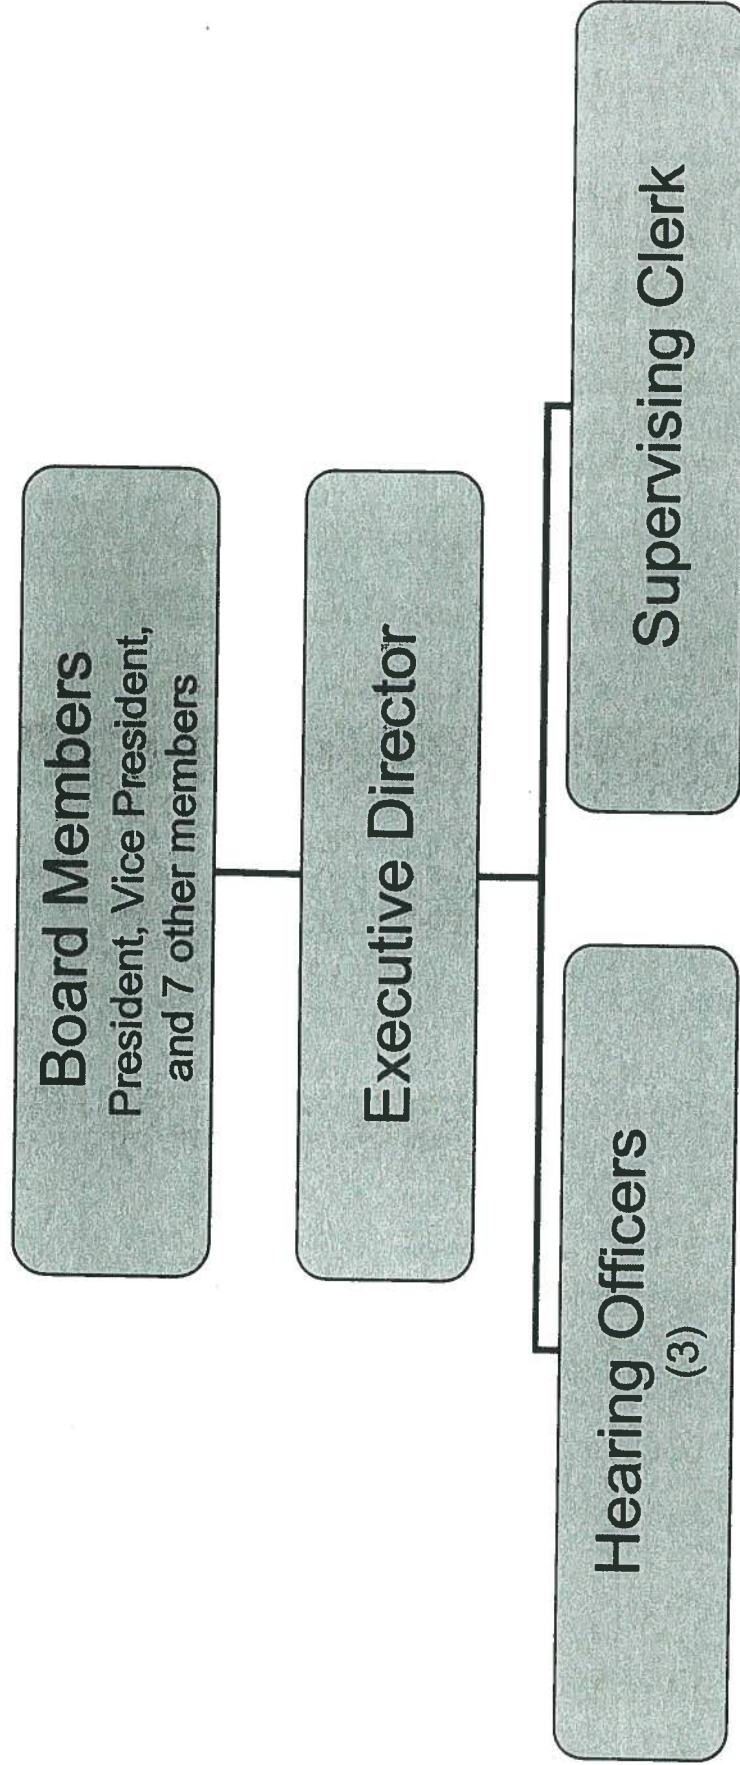 Board Members
President, Vice President,
and 7 other members
Executive Director
Hearing Officers
(3)
Supervising Clerk